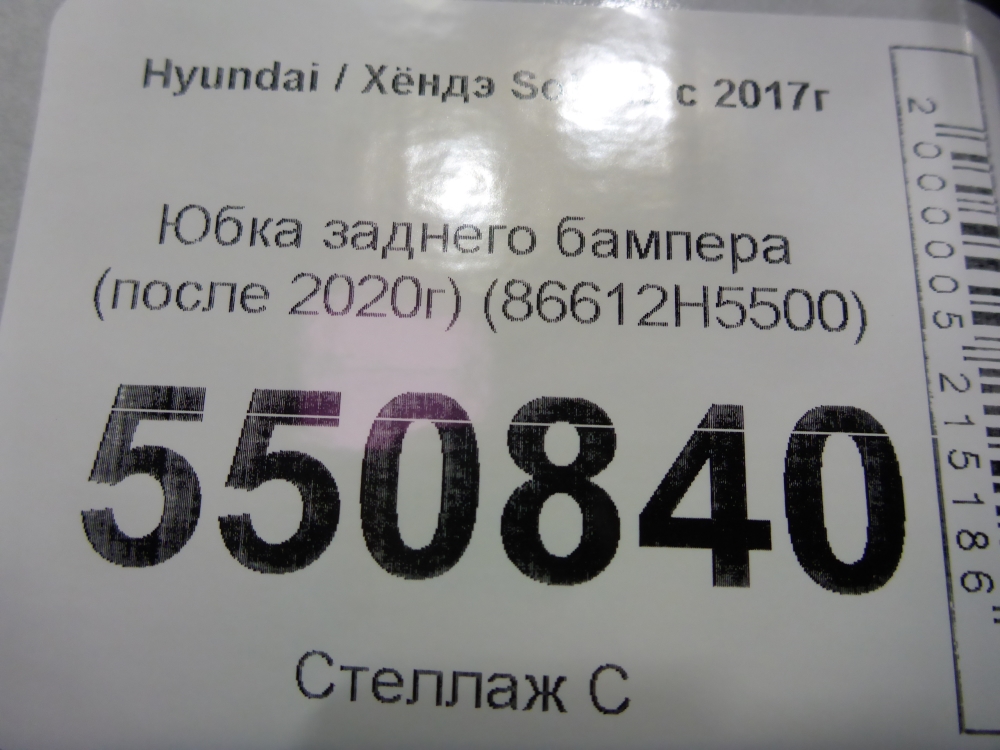 Hyundai / Хёндэ с 2017г
Юбка заднего бампера
(после 2020г) (86612H5500)
550840
Стеллаж С
2000005215186